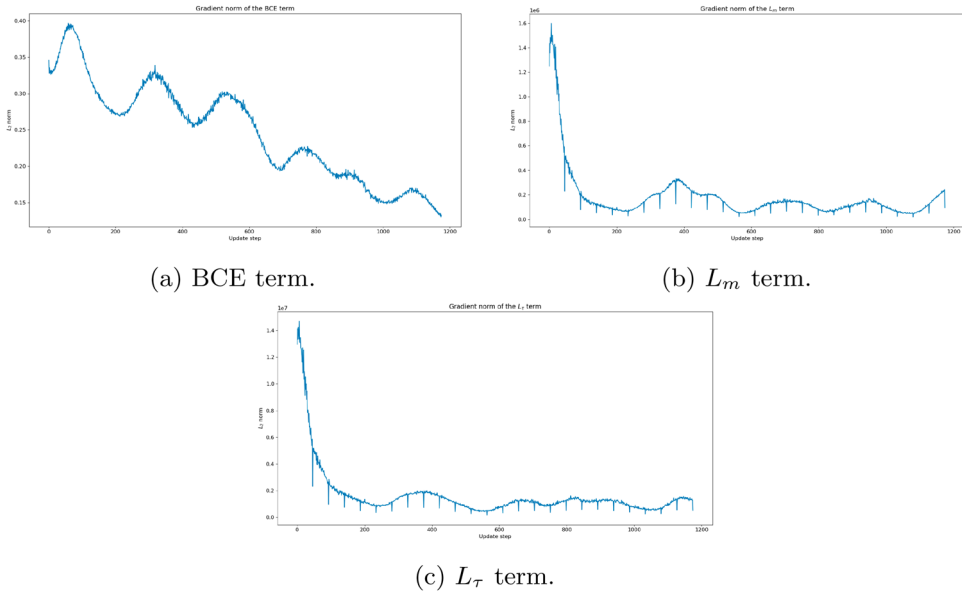 Gradient norm of the BCE term
0.40
0.35
0.30
0.25
0.20
0.15
L₂ norm
0 200 400 600 800 1000 1200
Update step
(a) BCE term.
Gradient norm of the Lₘ term
1e6
1.6
1.4
1.2
1.0
0.8
0.6
0.4
0.2
0.0
L₂ norm
0 200 400 600 800 1000 1200
Update step
(b) Lₘ term.
Gradient norm of the L_τ term
1e7
1.4
1.2
1.0
0.8
0.6
0.4
0.2
0.0
L₂ norm
0 200 400 600 800 1000 1200
Update step
(c) L_τ term.